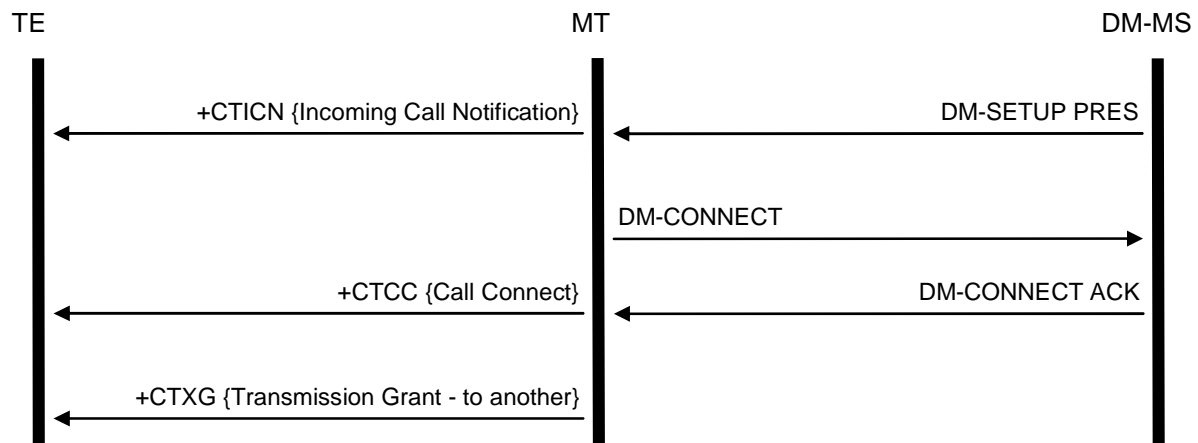 TE MT DM-MS
+CTICN {Incoming Call Notification} DM-SETUP PRES
DM-CONNECT
+CTCC {Call Connect} DM-CONNECT ACK
+CTXG {Transmission Grant - to another}